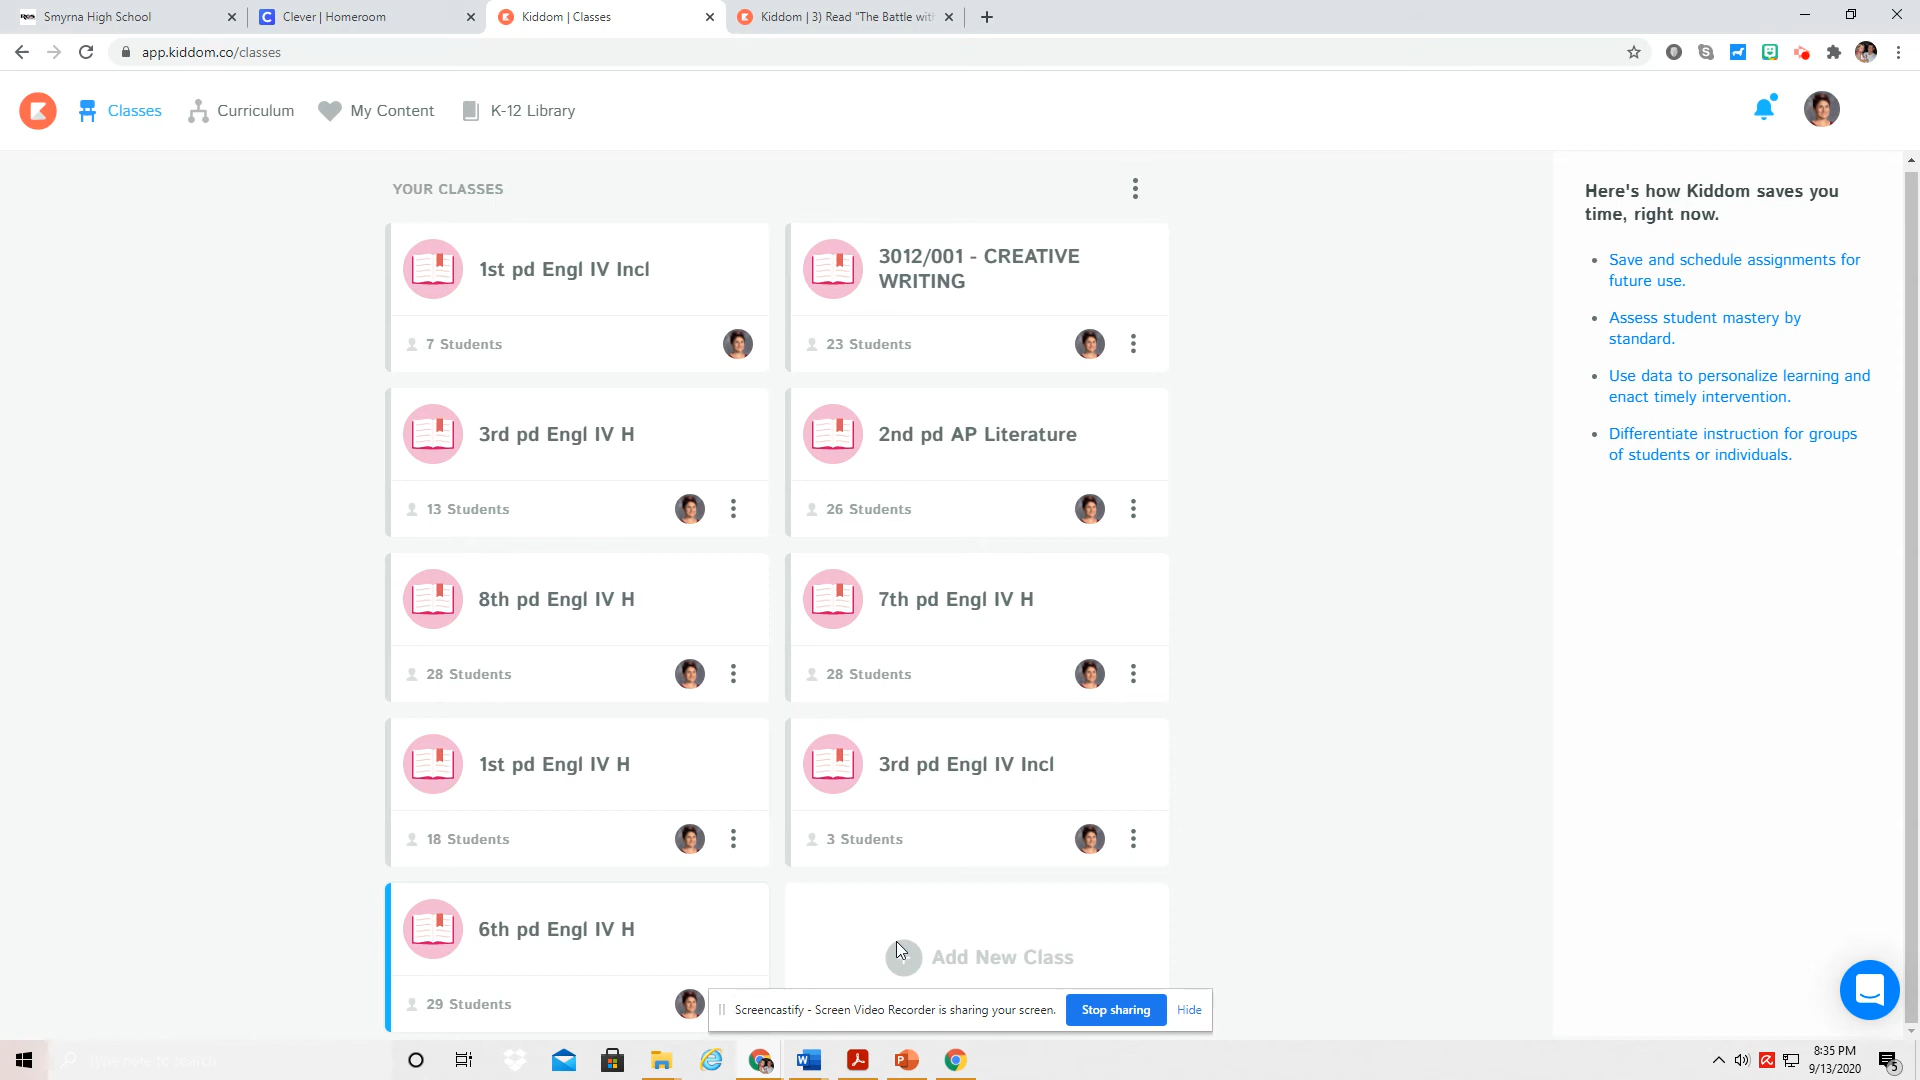 Smyrna High School
Clever | Homeroom
Kiddom | Classes
Kiddom | 3) Read "The Battle with
app.kiddom.co/classes
Classes
Curriculum
My Content
K-12 Library
YOUR CLASSES
1st pd Engl IV Incl
7 Students
3012/001 - CREATIVE
WRITING
23 Students
3rd pd Engl IV H
13 Students
2nd pd AP Literature
26 Students
8th pd Engl IV H
28 Students
7th pd Engl IV H
28 Students
1st pd Engl IV H
18 Students
3rd pd Engl IV Incl
3 Students
6th pd Engl IV H
29 Students
Add New Class
Here's how Kiddom saves you
time, right now.
Save and schedule assignments for
future use.
Assess student mastery by
standard.
Use data to personalize learning and
enact timely intervention.
Differentiate instruction for groups
of students or individuals.
Screencastify - Screen Video Recorder is sharing your screen.
Stop sharing
Hide
Type here to search
8:35 PM
9/13/2020
5